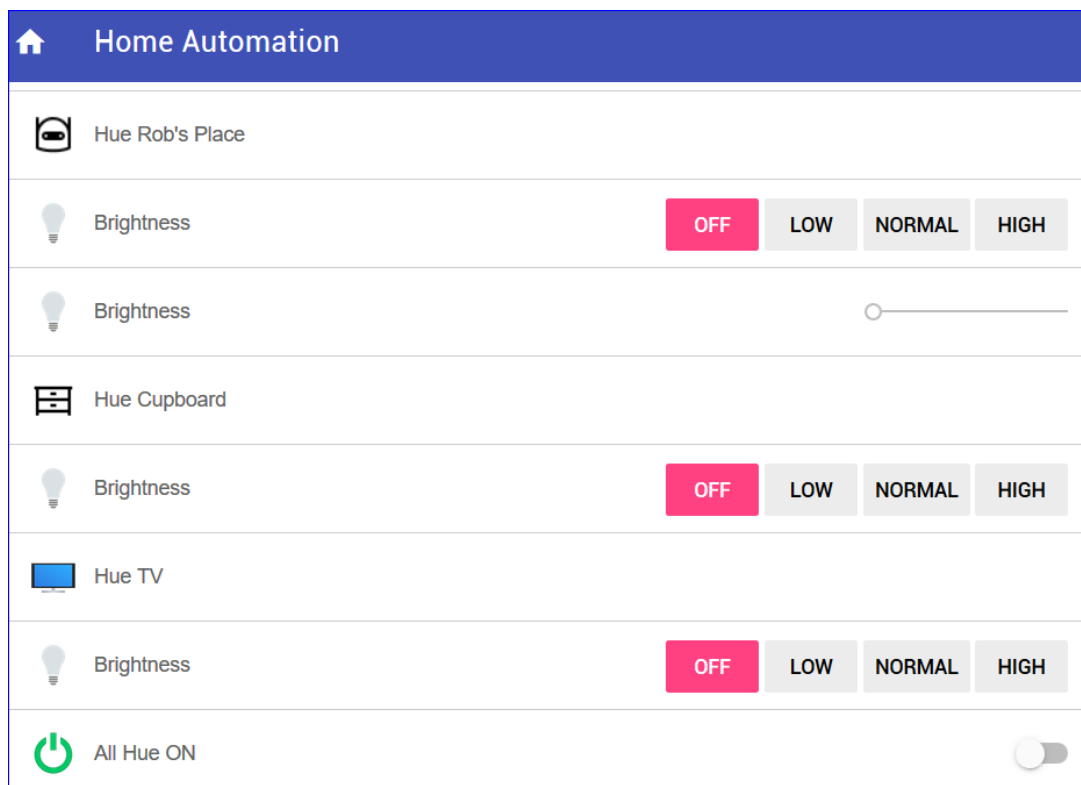 Home Automation
Hue Rob's Place
Brightness OFF LOW NORMAL HIGH
Brightness
Hue Cupboard
Brightness OFF LOW NORMAL HIGH
Hue TV
Brightness OFF LOW NORMAL HIGH
All Hue ON